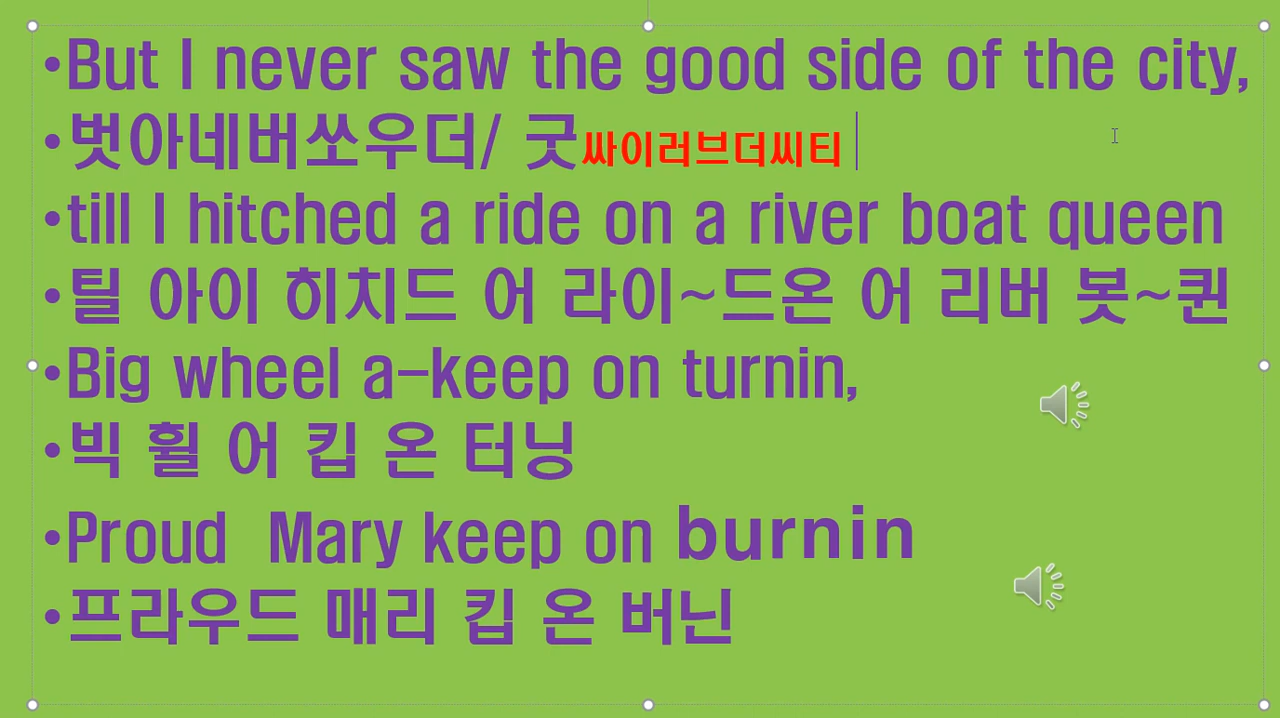 •But I never saw the good side of the city,
•벗아네버쏘우더/ 굿싸이러브더씨티
•till I hitched a ride on a river boat queen
•틸 아이 히치드 어 라이~드온 어 리버 봇~퀸
•Big wheel a-keep on turnin,
•빅 휠 어 킵 온 터닝
•Proud Mary keep on burnin
•프라우드 매리 킵 온 버닌